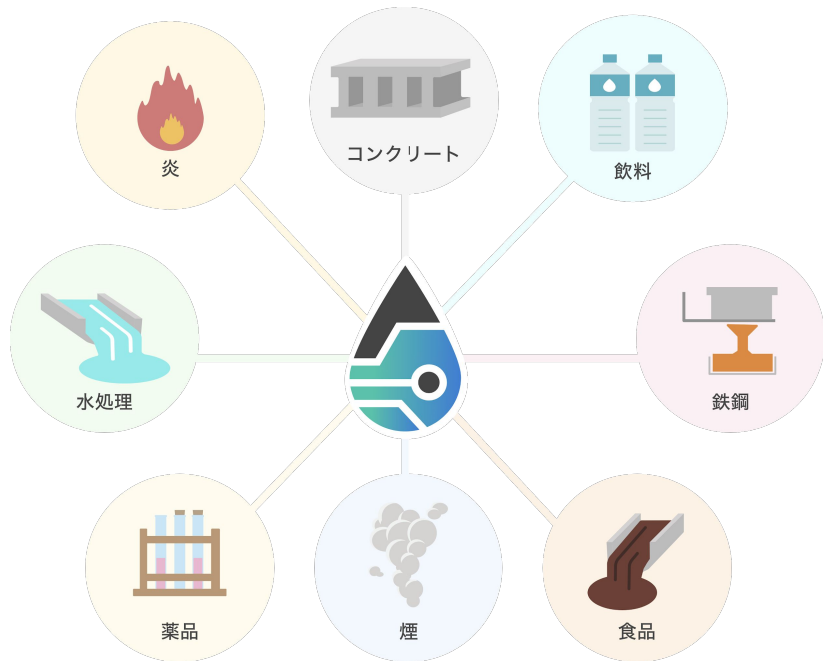 炎
コンクリート
飲料
水処理
鉄鋼
薬品
煙
食品